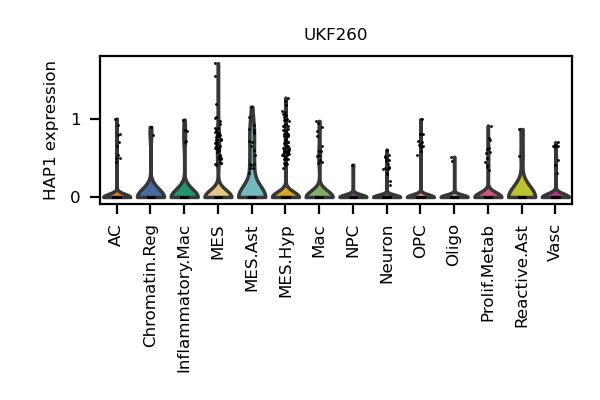 UKF260
HAP1 expression
1
0
AC
Chromatin.Reg
Inflammatory.Mac
MES
MES.Ast
MES.Hyp
Mac
NPC
Neuron
OPC
Oligo
Prolif.Metab
Reactive.Ast
Vasc